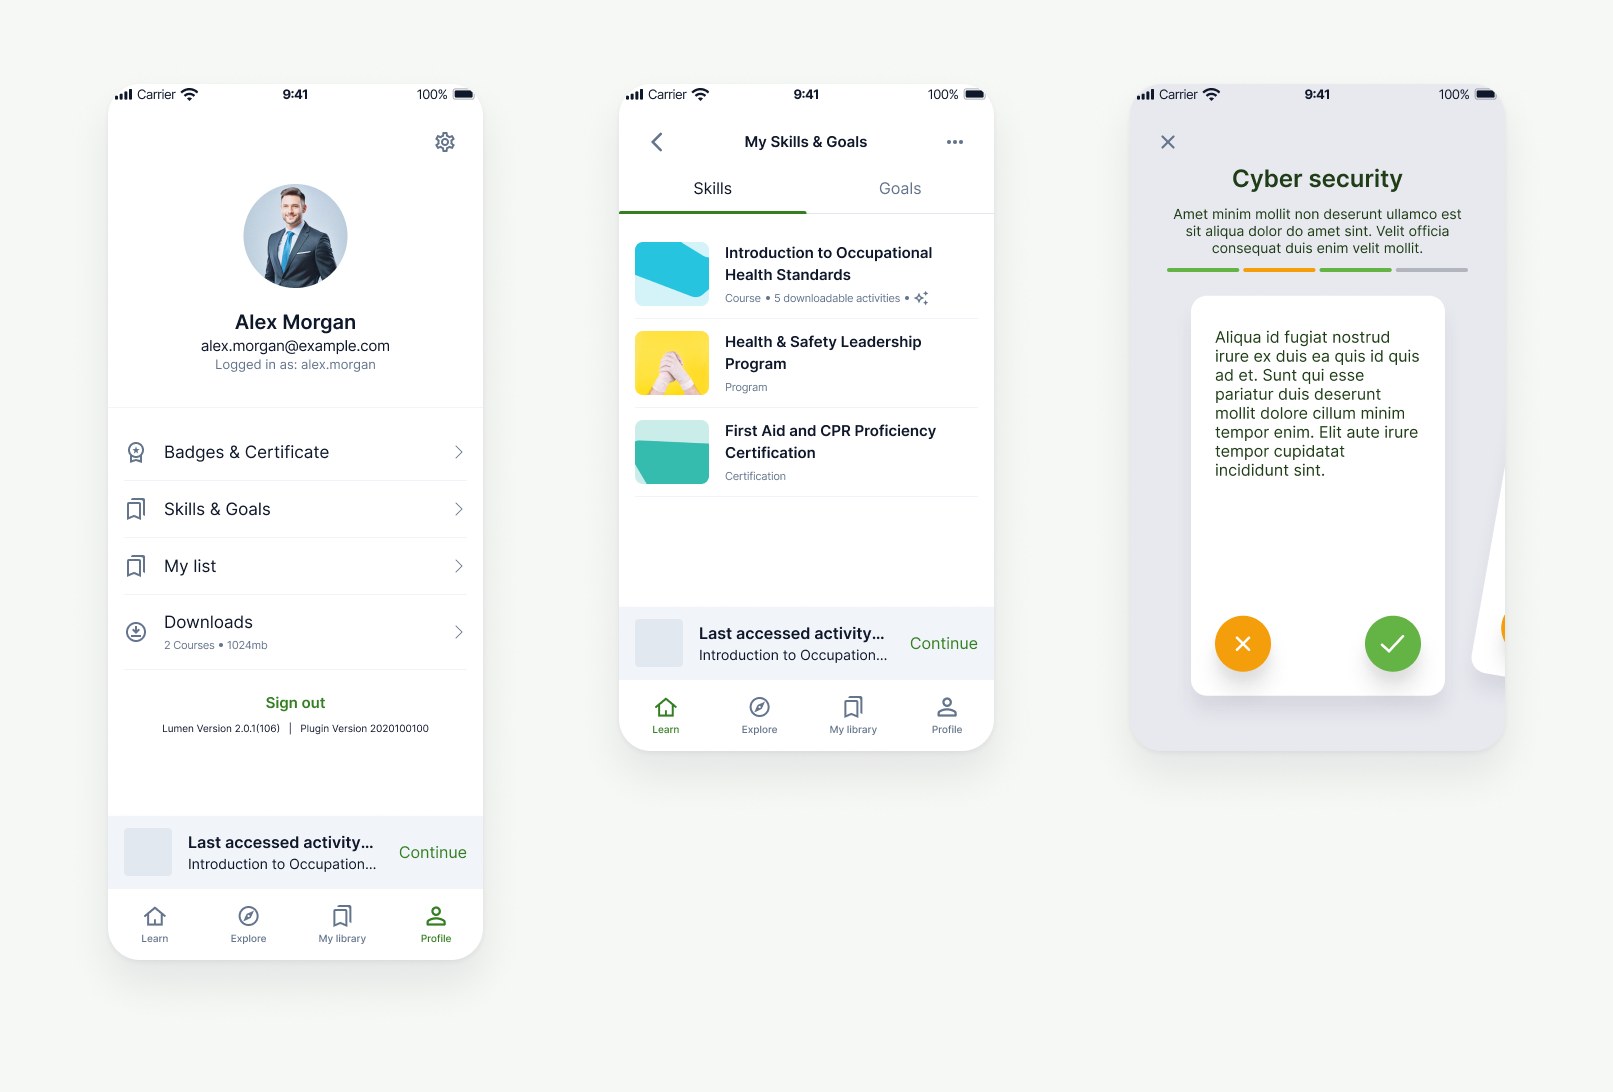 Carrier 9:41 100%
Alex Morgan
alex.morgan@example.com
Logged in as: alex.morgan
Badges & Certificate
Skills & Goals
My list
Downloads
2 Courses • 1024mb
Sign out
Lumen Version 2.0.1(106) | Plugin Version 2020100100
Last accessed activity...
Introduction to Occupation...
Continue
Learn Explore My library Profile
Carrier 9:41 100%
My Skills & Goals
Skills Goals
Introduction to Occupational
Health Standards
Course • 5 downloadable activities •
Health & Safety Leadership
Program
Program
First Aid and CPR Proficiency
Certification
Certification
Last accessed activity...
Introduction to Occupation...
Continue
Learn Explore My library Profile
Carrier 9:41 100%
Cyber security
Amet minim mollit non deserunt ullamco est
sit aliqua dolor do amet sint. Velit officia
consequat duis enim velit mollit.
Aliqua id fugiat nostrud
irure ex duis ea quis id quis
ad et. Sunt qui esse
pariatur duis deserunt
mollit dolore cillum minim
tempor enim. Elit aute irure
tempor cupidatat
incididunt sint.